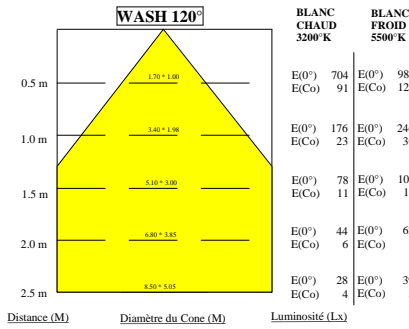 WASH 120°
BLANC CHAUD 3200°K
BLANC FROID 5500°K
0.5 m
1.70 * 1.00
E(0°) 704
E(Co) 91
E(0°)
E(Co)
1.0 m
3.40 * 1.98
E(0°) 176
E(Co) 23
E(0°)
E(Co)
1.5 m
5.10 * 3.00
E(0°) 78
E(Co) 11
E(0°)
E(Co)
2.0 m
6.80 * 3.85
E(0°) 44
E(Co) 6
E(0°)
E(Co)
2.5 m
8.50 * 5.05
E(0°) 28
E(Co) 4
E(0°)
E(Co)
Distance (M)
Diamètre du Cone (M)
Luminosité (Lx)